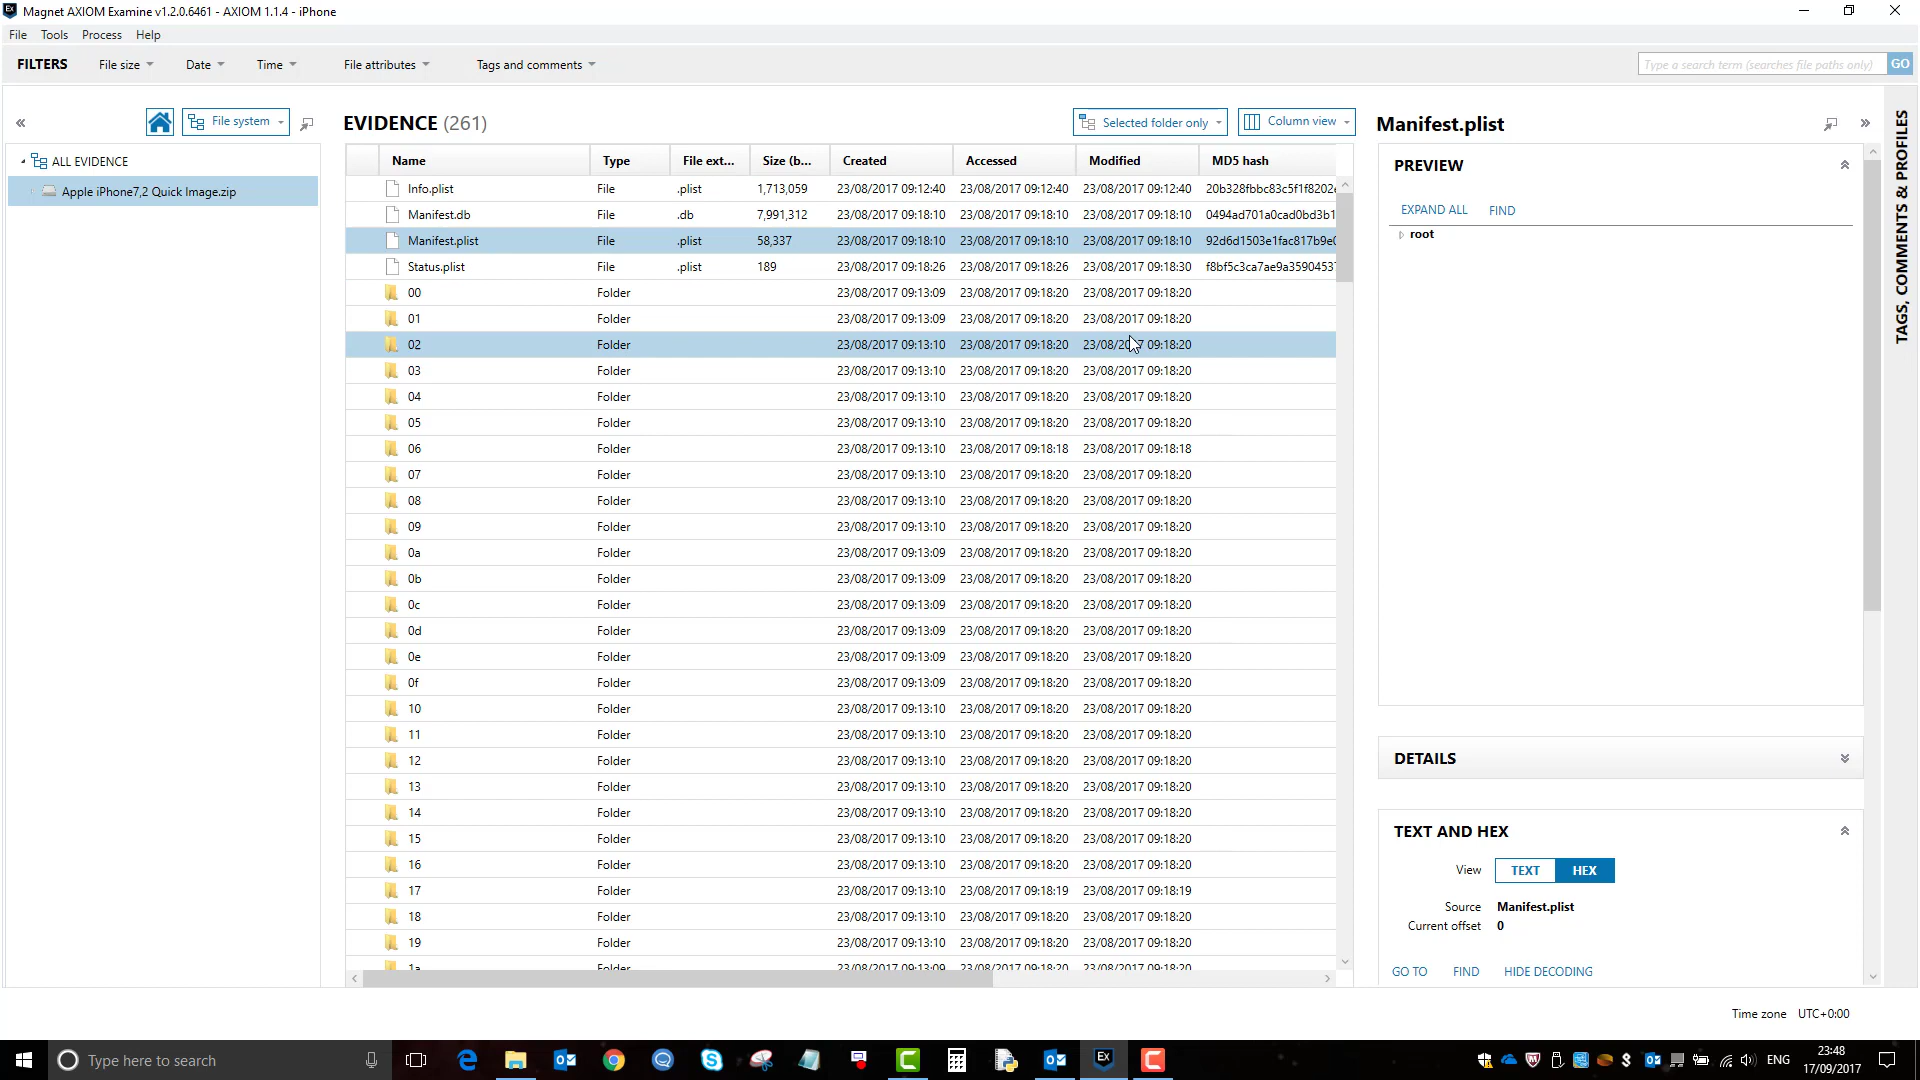 Magnet AXIOM Examine v1.2.0.6461 - AXIOM 1.1.4 - iPhone
File Tools Process Help
FILTERS File size Date Time File attributes Tags and comments Type a search term (searches file paths only) GO
File system EVIDENCE (261) Selected folder only Column view Manifest.plist
ALL EVIDENCE
Apple iPhone7,2 Quick Image.zip
Name Type File ext... Size (b... Created Accessed Modified MD5 hash
Info.plist File .plist 1,713,059 23/08/2017 09:12:40 23/08/2017 09:12:40 23/08/2017 09:12:40 20b328fbbc83c5f1f8202
Manifest.db File .db 7,991,312 23/08/2017 09:18:10 23/08/2017 09:18:10 23/08/2017 09:18:10 0494ad701a0cad0bd3b1
Manifest.plist File .plist 58,337 23/08/2017 09:18:10 23/08/2017 09:18:10 23/08/2017 09:18:10 92d6d1503e1fac817b9e
Status.plist File .plist 189 23/08/2017 09:18:26 23/08/2017 09:18:26 23/08/2017 09:18:30 f8bf5c3ca7ae9a3590453
00 Folder 23/08/2017 09:13:09 23/08/2017 09:18:20 23/08/2017 09:18:20
01 Folder 23/08/2017 09:13:09 23/08/2017 09:18:20 23/08/2017 09:18:20
02 Folder 23/08/2017 09:13:10 23/08/2017 09:18:20 23/08/2017 09:18:20
03 Folder 23/08/2017 09:13:10 23/08/2017 09:18:20 23/08/2017 09:18:20
04 Folder 23/08/2017 09:13:10 23/08/2017 09:18:20 23/08/2017 09:18:20
05 Folder 23/08/2017 09:13:10 23/08/2017 09:18:20 23/08/2017 09:18:20
06 Folder 23/08/2017 09:13:10 23/08/2017 09:18:18 23/08/2017 09:18:18
07 Folder 23/08/2017 09:13:10 23/08/2017 09:18:20 23/08/2017 09:18:20
08 Folder 23/08/2017 09:13:10 23/08/2017 09:18:20 23/08/2017 09:18:20
09 Folder 23/08/2017 09:13:10 23/08/2017 09:18:20 23/08/2017 09:18:20
0a Folder 23/08/2017 09:13:09 23/08/2017 09:18:20 23/08/2017 09:18:20
0b Folder 23/08/2017 09:13:09 23/08/2017 09:18:20 23/08/2017 09:18:20
0c Folder 23/08/2017 09:13:09 23/08/2017 09:18:20 23/08/2017 09:18:20
0d Folder 23/08/2017 09:13:09 23/08/2017 09:18:20 23/08/2017 09:18:20
0e Folder 23/08/2017 09:13:09 23/08/2017 09:18:20 23/08/2017 09:18:20
0f Folder 23/08/2017 09:13:09 23/08/2017 09:18:20 23/08/2017 09:18:20
10 Folder 23/08/2017 09:13:10 23/08/2017 09:18:20 23/08/2017 09:18:20
11 Folder 23/08/2017 09:13:10 23/08/2017 09:18:20 23/08/2017 09:18:20
12 Folder 23/08/2017 09:13:10 23/08/2017 09:18:20 23/08/2017 09:18:20
13 Folder 23/08/2017 09:13:10 23/08/2017 09:18:20 23/08/2017 09:18:20
14 Folder 23/08/2017 09:13:10 23/08/2017 09:18:20 23/08/2017 09:18:20
15 Folder 23/08/2017 09:13:10 23/08/2017 09:18:20 23/08/2017 09:18:20
16 Folder 23/08/2017 09:13:10 23/08/2017 09:18:20 23/08/2017 09:18:20
17 Folder 23/08/2017 09:13:10 23/08/2017 09:18:19 23/08/2017 09:18:19
18 Folder 23/08/2017 09:13:10 23/08/2017 09:18:20 23/08/2017 09:18:20
19 Folder 23/08/2017 09:13:10 23/08/2017 09:18:20 23/08/2017 09:18:20
1a Folder 23/08/2017 09:13:09 23/08/2017 09:18:20 23/08/2017 09:18:20
PREVIEW
EXPAND ALL FIND
root
DETAILS
TEXT AND HEX
View TEXT HEX
Source Manifest.plist
Current offset 0
GO TO FIND HIDE DECODING
TAGS, COMMENTS & PROFILES
Time zone UTC+0:00
Type here to search
ENG
23:48
17/09/2017